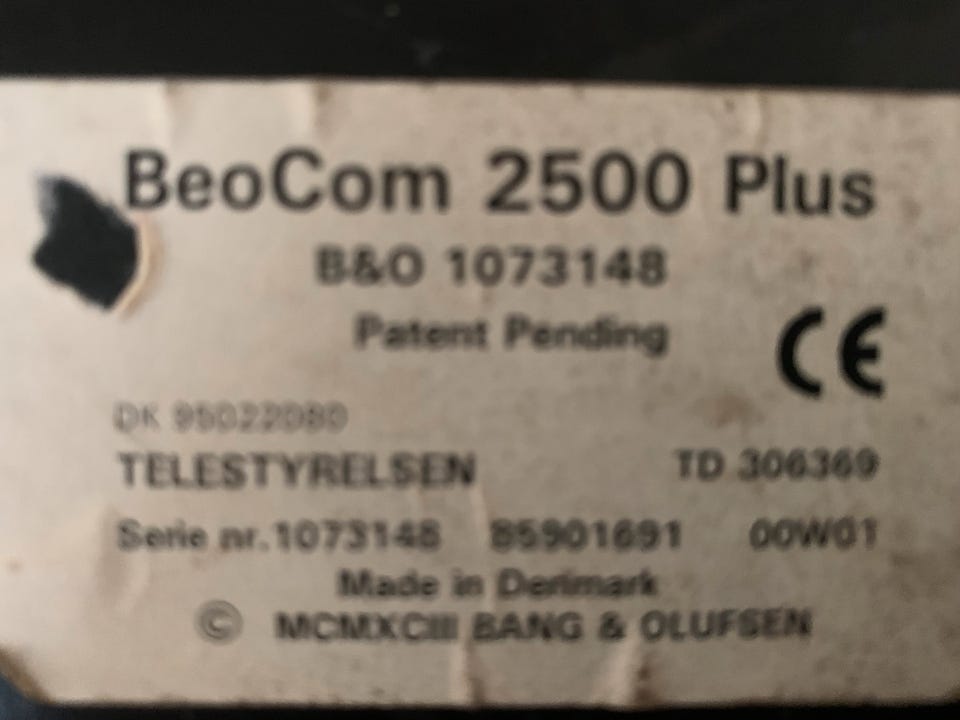 BeoCom 2500 Plus
B&O 1073148
Patent Pending
CE
DK 95022080
TELESTYRELSEN TD 306369
Serie nr.1073148 85901691 00W01
Made in Denmark
© MCMXCIII BANG & OLUFSEN